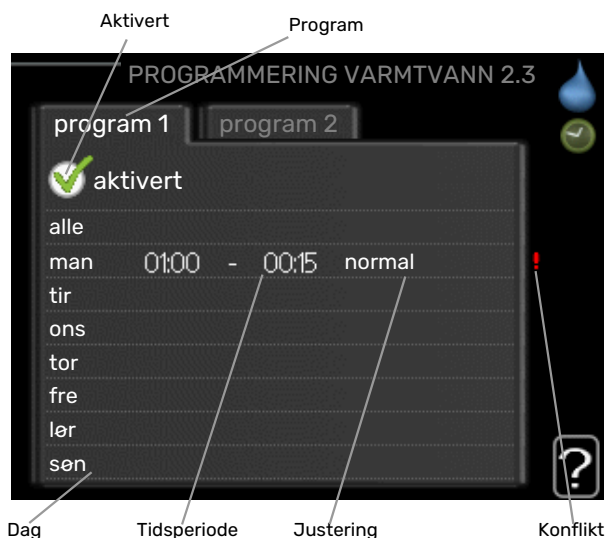 Aktivert
Program
PROGRAMMERING VARMTVANN 2.3
program 1
program 2
aktivert
alle
man 01:00 - 00:15 normal !
tir
ons
tor
fre
lør
søn
?
Dag
Tidsperiode
Justering
Konflikt